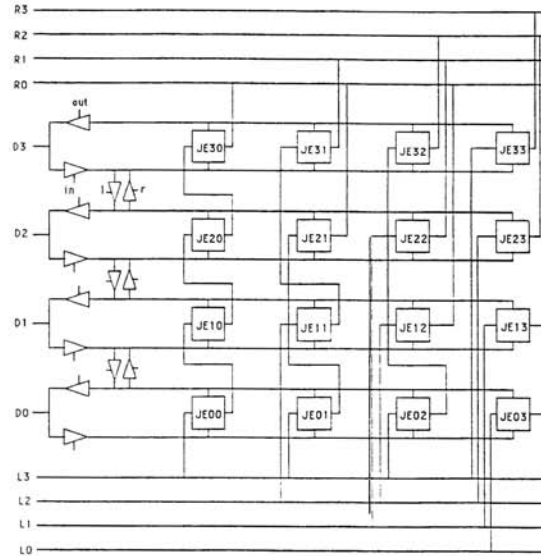 R3
R2
R1
R0
out
D3
JE30 JE31 JE32 JE33
in l r
D2
JE20 JE21 JE22 JE23
D1
JE10 JE11 JE12 JE13
D0
JE00 JE01 JE02 JE03
L3
L2
L1
L0